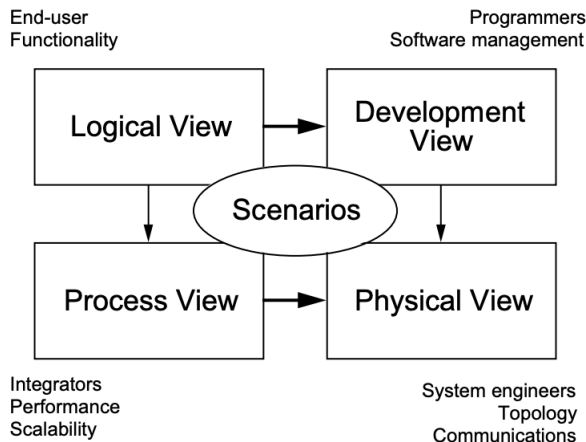 End-user
Functionality
Programmers
Software management
Logical View
Development
View
Scenarios
Process View
Physical View
Integrators
Performance
Scalability
System engineers
Topology
Communications